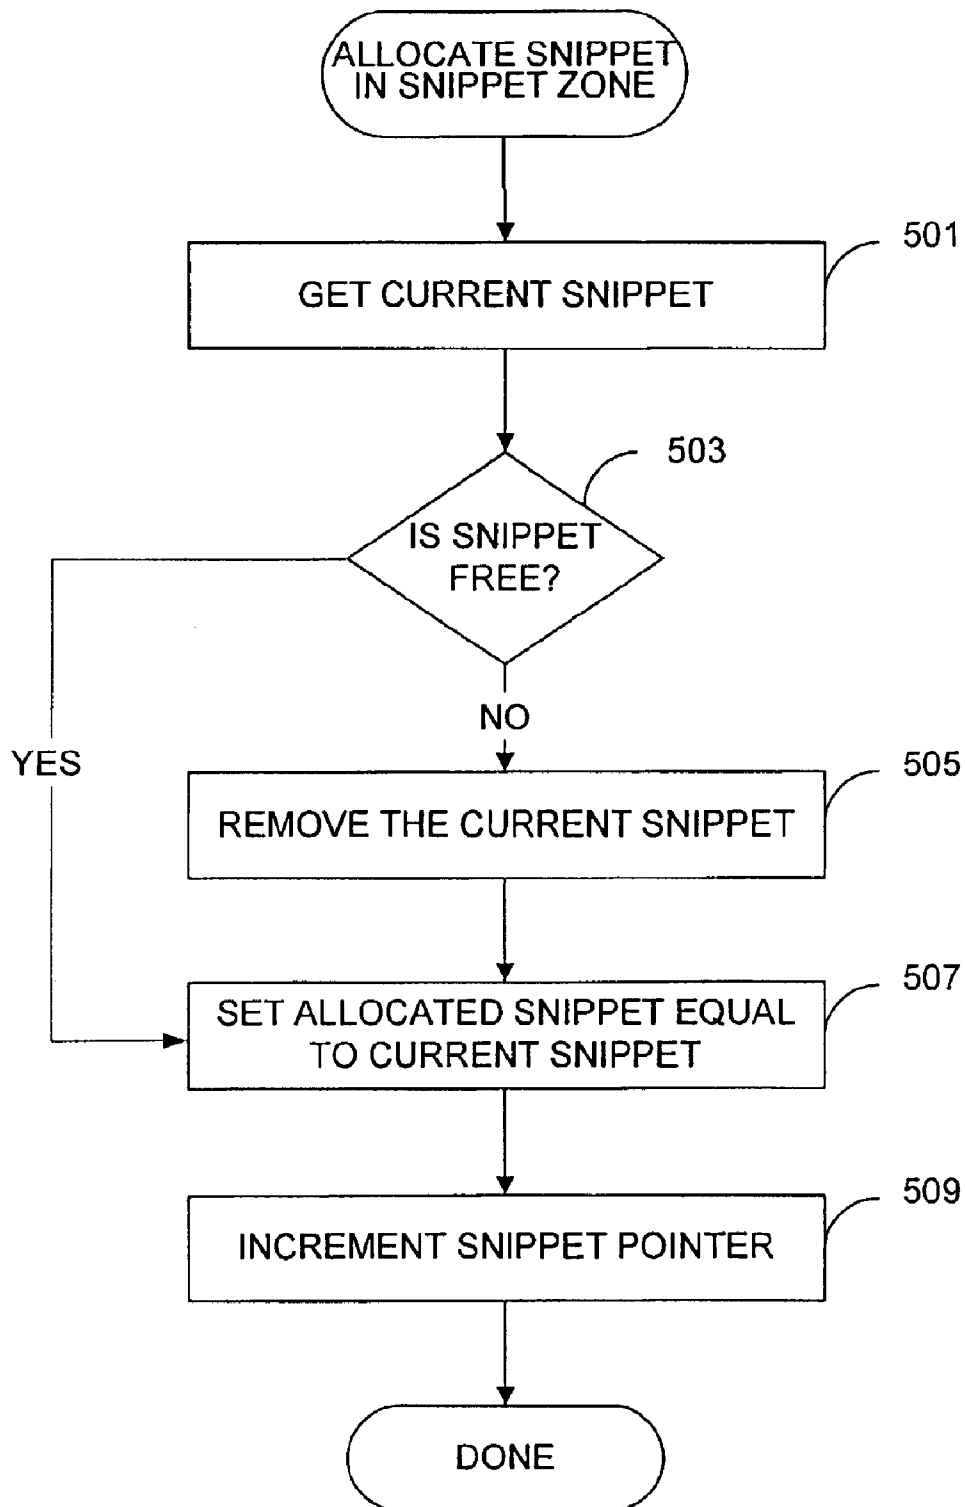 ALLOCATE SNIPPET
IN SNIPPET ZONE
501
GET CURRENT SNIPPET
503
IS SNIPPET
FREE?
NO
YES
505
REMOVE THE CURRENT SNIPPET
507
SET ALLOCATED SNIPPET EQUAL
TO CURRENT SNIPPET
509
INCREMENT SNIPPET POINTER
DONE